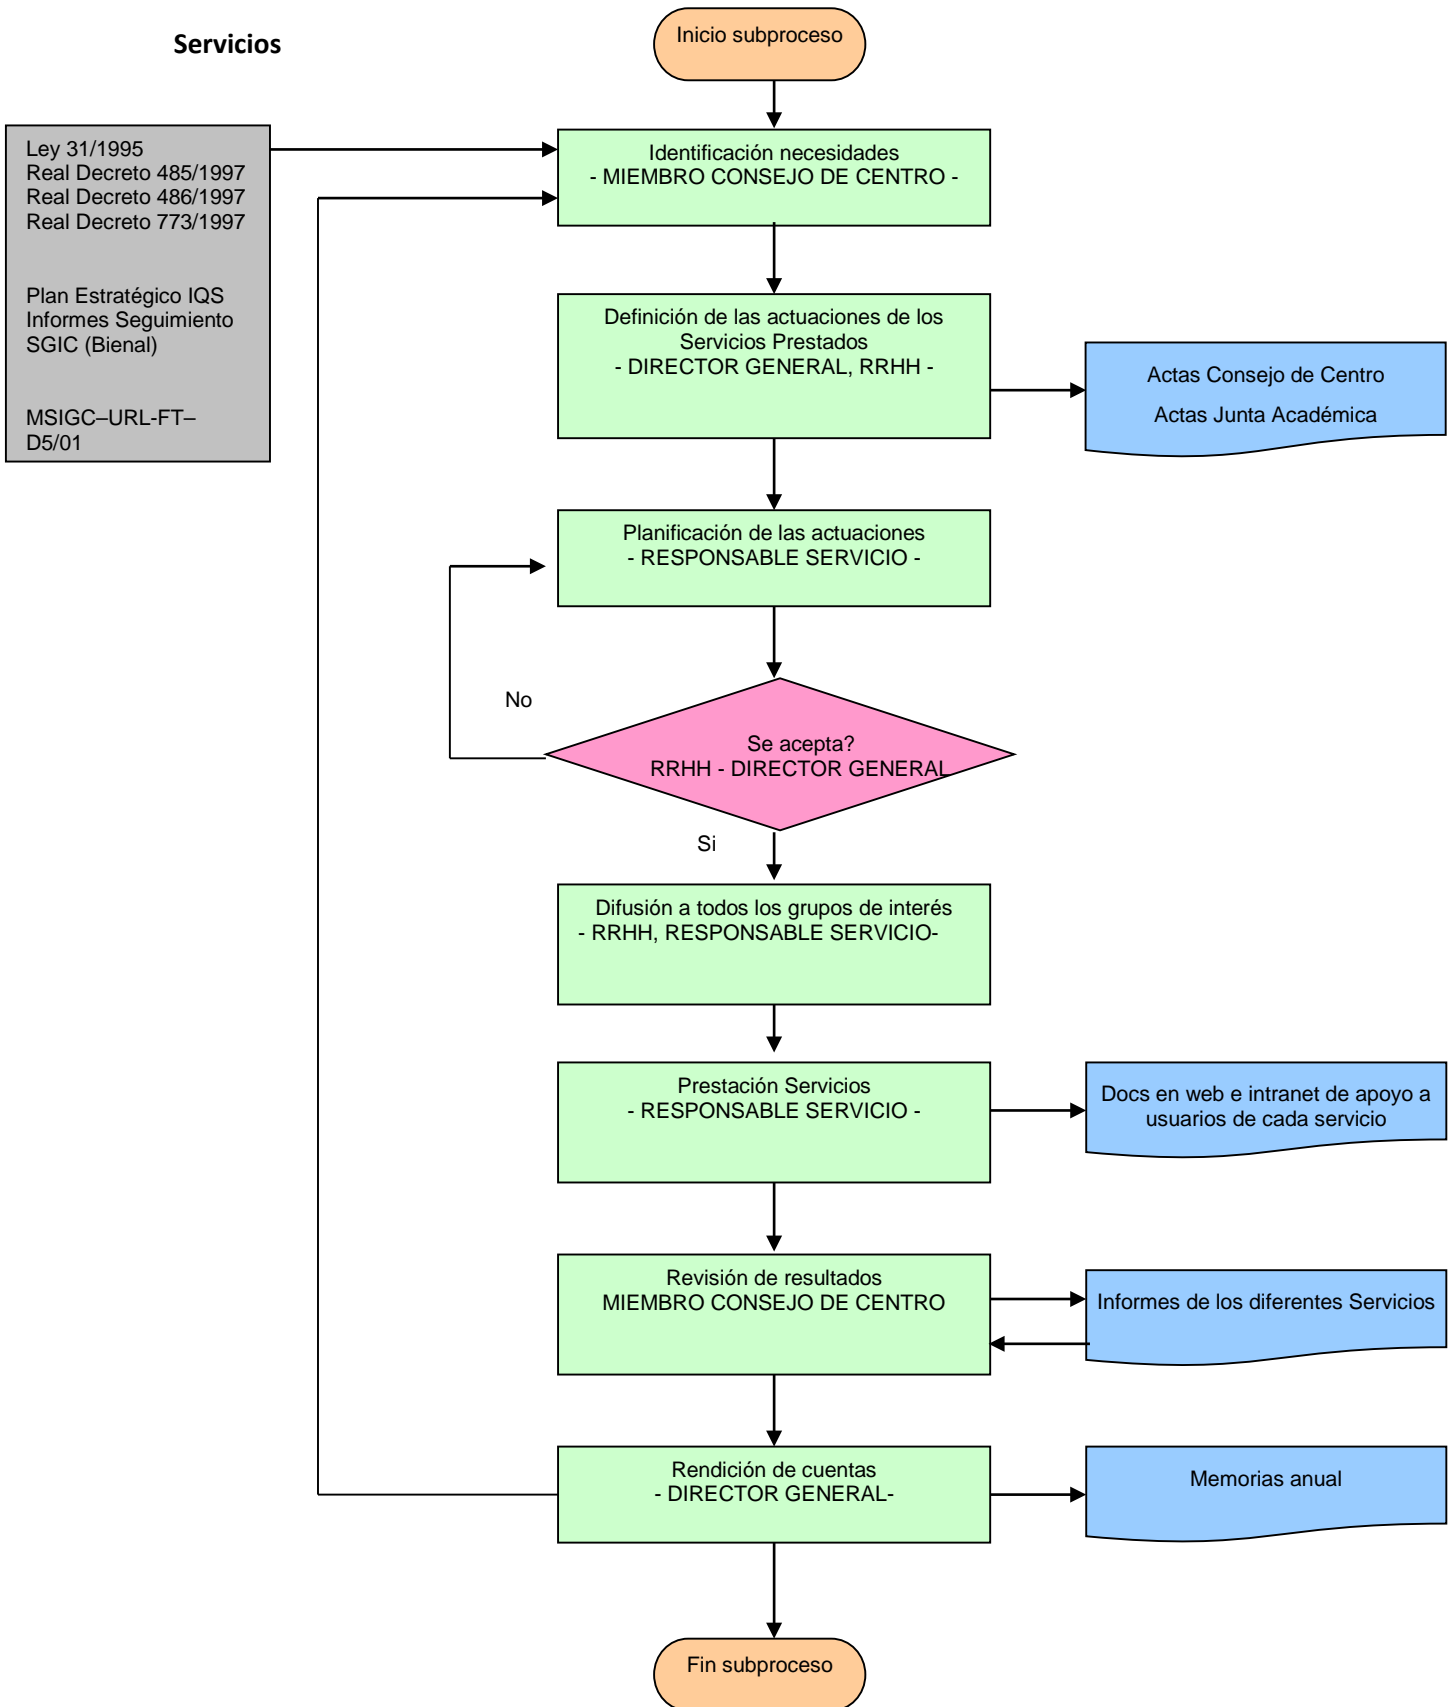 Servicios
Inicio subproceso
Ley 31/1995
Real Decreto 485/1997
Real Decreto 486/1997
Real Decreto 773/1997
Plan Estratégico IQS
Informes Seguimiento
SGIC (Bienal)
MSIGC–URL-FT–
D5/01
Identificación necesidades
- MIEMBRO CONSEJO DE CENTRO -
Definición de las actuaciones de los
Servicios Prestados
- DIRECTOR GENERAL, RRHH -
Actas Consejo de Centro
Actas Junta Académica
Planificación de las actuaciones
- RESPONSABLE SERVICIO -
No
Se acepta?
RRHH - DIRECTOR GENERAL
Si
Difusión a todos los grupos de interés
- RRHH, RESPONSABLE SERVICIO-
Prestación Servicios
- RESPONSABLE SERVICIO -
Docs en web e intranet de apoyo a
usuarios de cada servicio
Revisión de resultados
MIEMBRO CONSEJO DE CENTRO
Informes de los diferentes Servicios
Rendición de cuentas
- DIRECTOR GENERAL-
Memorias anual
Fin subproceso